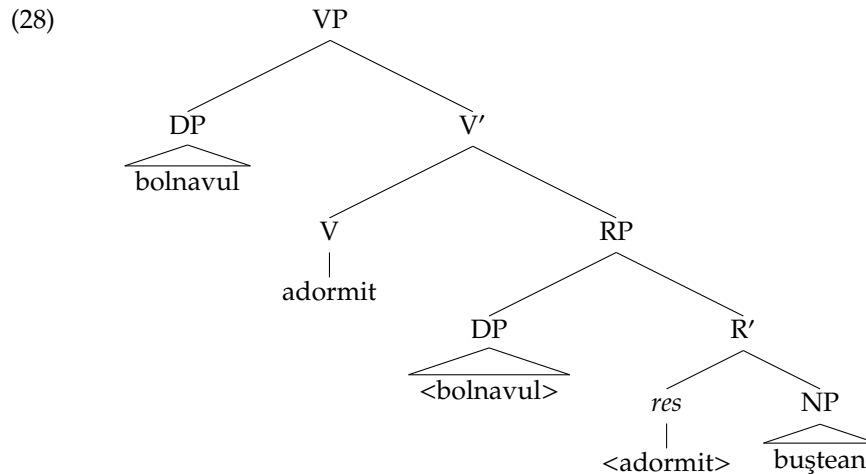 (28) VP
DP V′
bolnavul
V RP
adormit
DP R′
<bolnavul>
res NP
<adormit> buştean